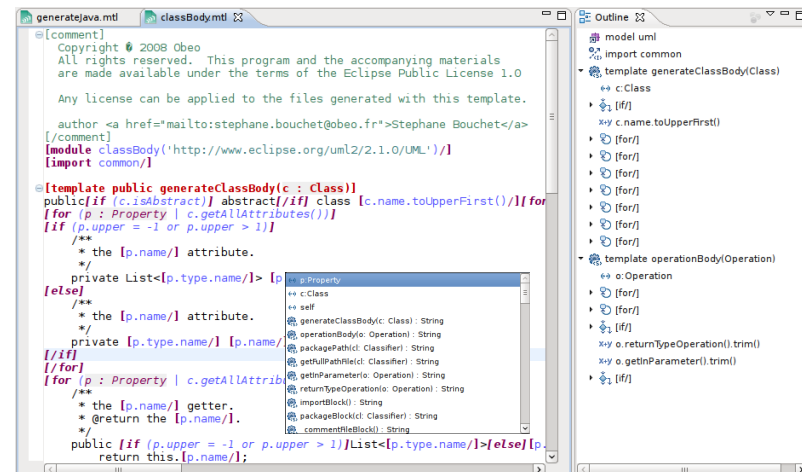 generateJava.mtl
classBody.mtl
[comment]
Copyright � 2008 Obeo
All rights reserved. This program and the accompanying materials
are made available under the terms of the Eclipse Public License 1.0
Any license can be applied to the files generated with this template.
author <a href="mailto:stephane.bouchet@obeo.fr">Stephane Bouchet</a>
[/comment]
[module classBody('http://www.eclipse.org/uml2/2.1.0/UML')/]
[import common/]
[template public generateClassBody(c : Class)]
public[if (c.isAbstract)] abstract[/if] class [c.name.toUpperFirst()/][for
[for (p : Property | c.getAllAttributes())]
[if (p.upper = -1 or p.upper > 1)]
/**
* the [p.name/] attribute.
*/
private List<[p.type.name/]> [p
[else]
/**
* the [p.name/] attribute.
*/
private [p.type.name/] [p.name/
[/if]
[/for]
[for (p : Property | c.getAllAttribu
/**
* the [p.name/] getter.
* @return the [p.name/].
*/
public [if (p.upper = -1 or p.upper > 1)]List<[p.type.name/]>[else][p.
return this.[p.name/];
p:Property
c:Class
self
generateClassBody(c: Class) : String
operationBody(o: Operation) : String
packagePath(cl: Classifier) : String
getFullPathFile(cl: Classifier) : String
getInParameter(o: Operation) : String
returnTypeOperation(o: Operation) : String
importBlock() : String
packageBlock(cl: Classifier) : String
commentFileBlock() : String
Outline
model uml
import common
template generateClassBody(Class)
c:Class
[if/]
x+y c.name.toUpperFirst()
[for/]
[for/]
[for/]
[for/]
[for/]
[for/]
[for/]
template operationBody(Operation)
o:Operation
[for/]
[for/]
[if/]
x+y o.returnTypeOperation().trim()
x+y o.getInParameter().trim()
[if/]